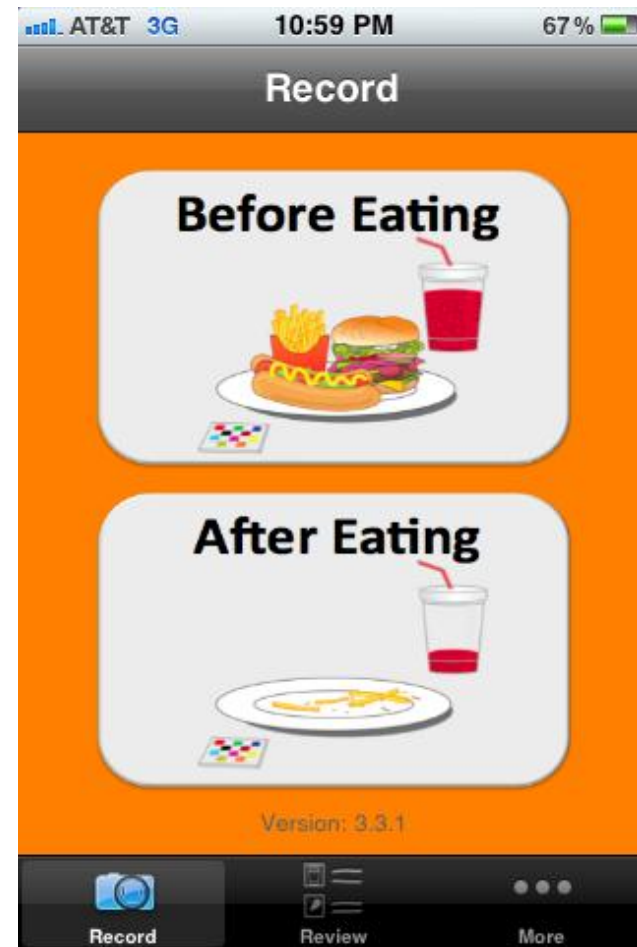 AT&T 3G 10:59 PM 67%
Record
Before Eating
After Eating
Version: 3.3.1
Record Review More